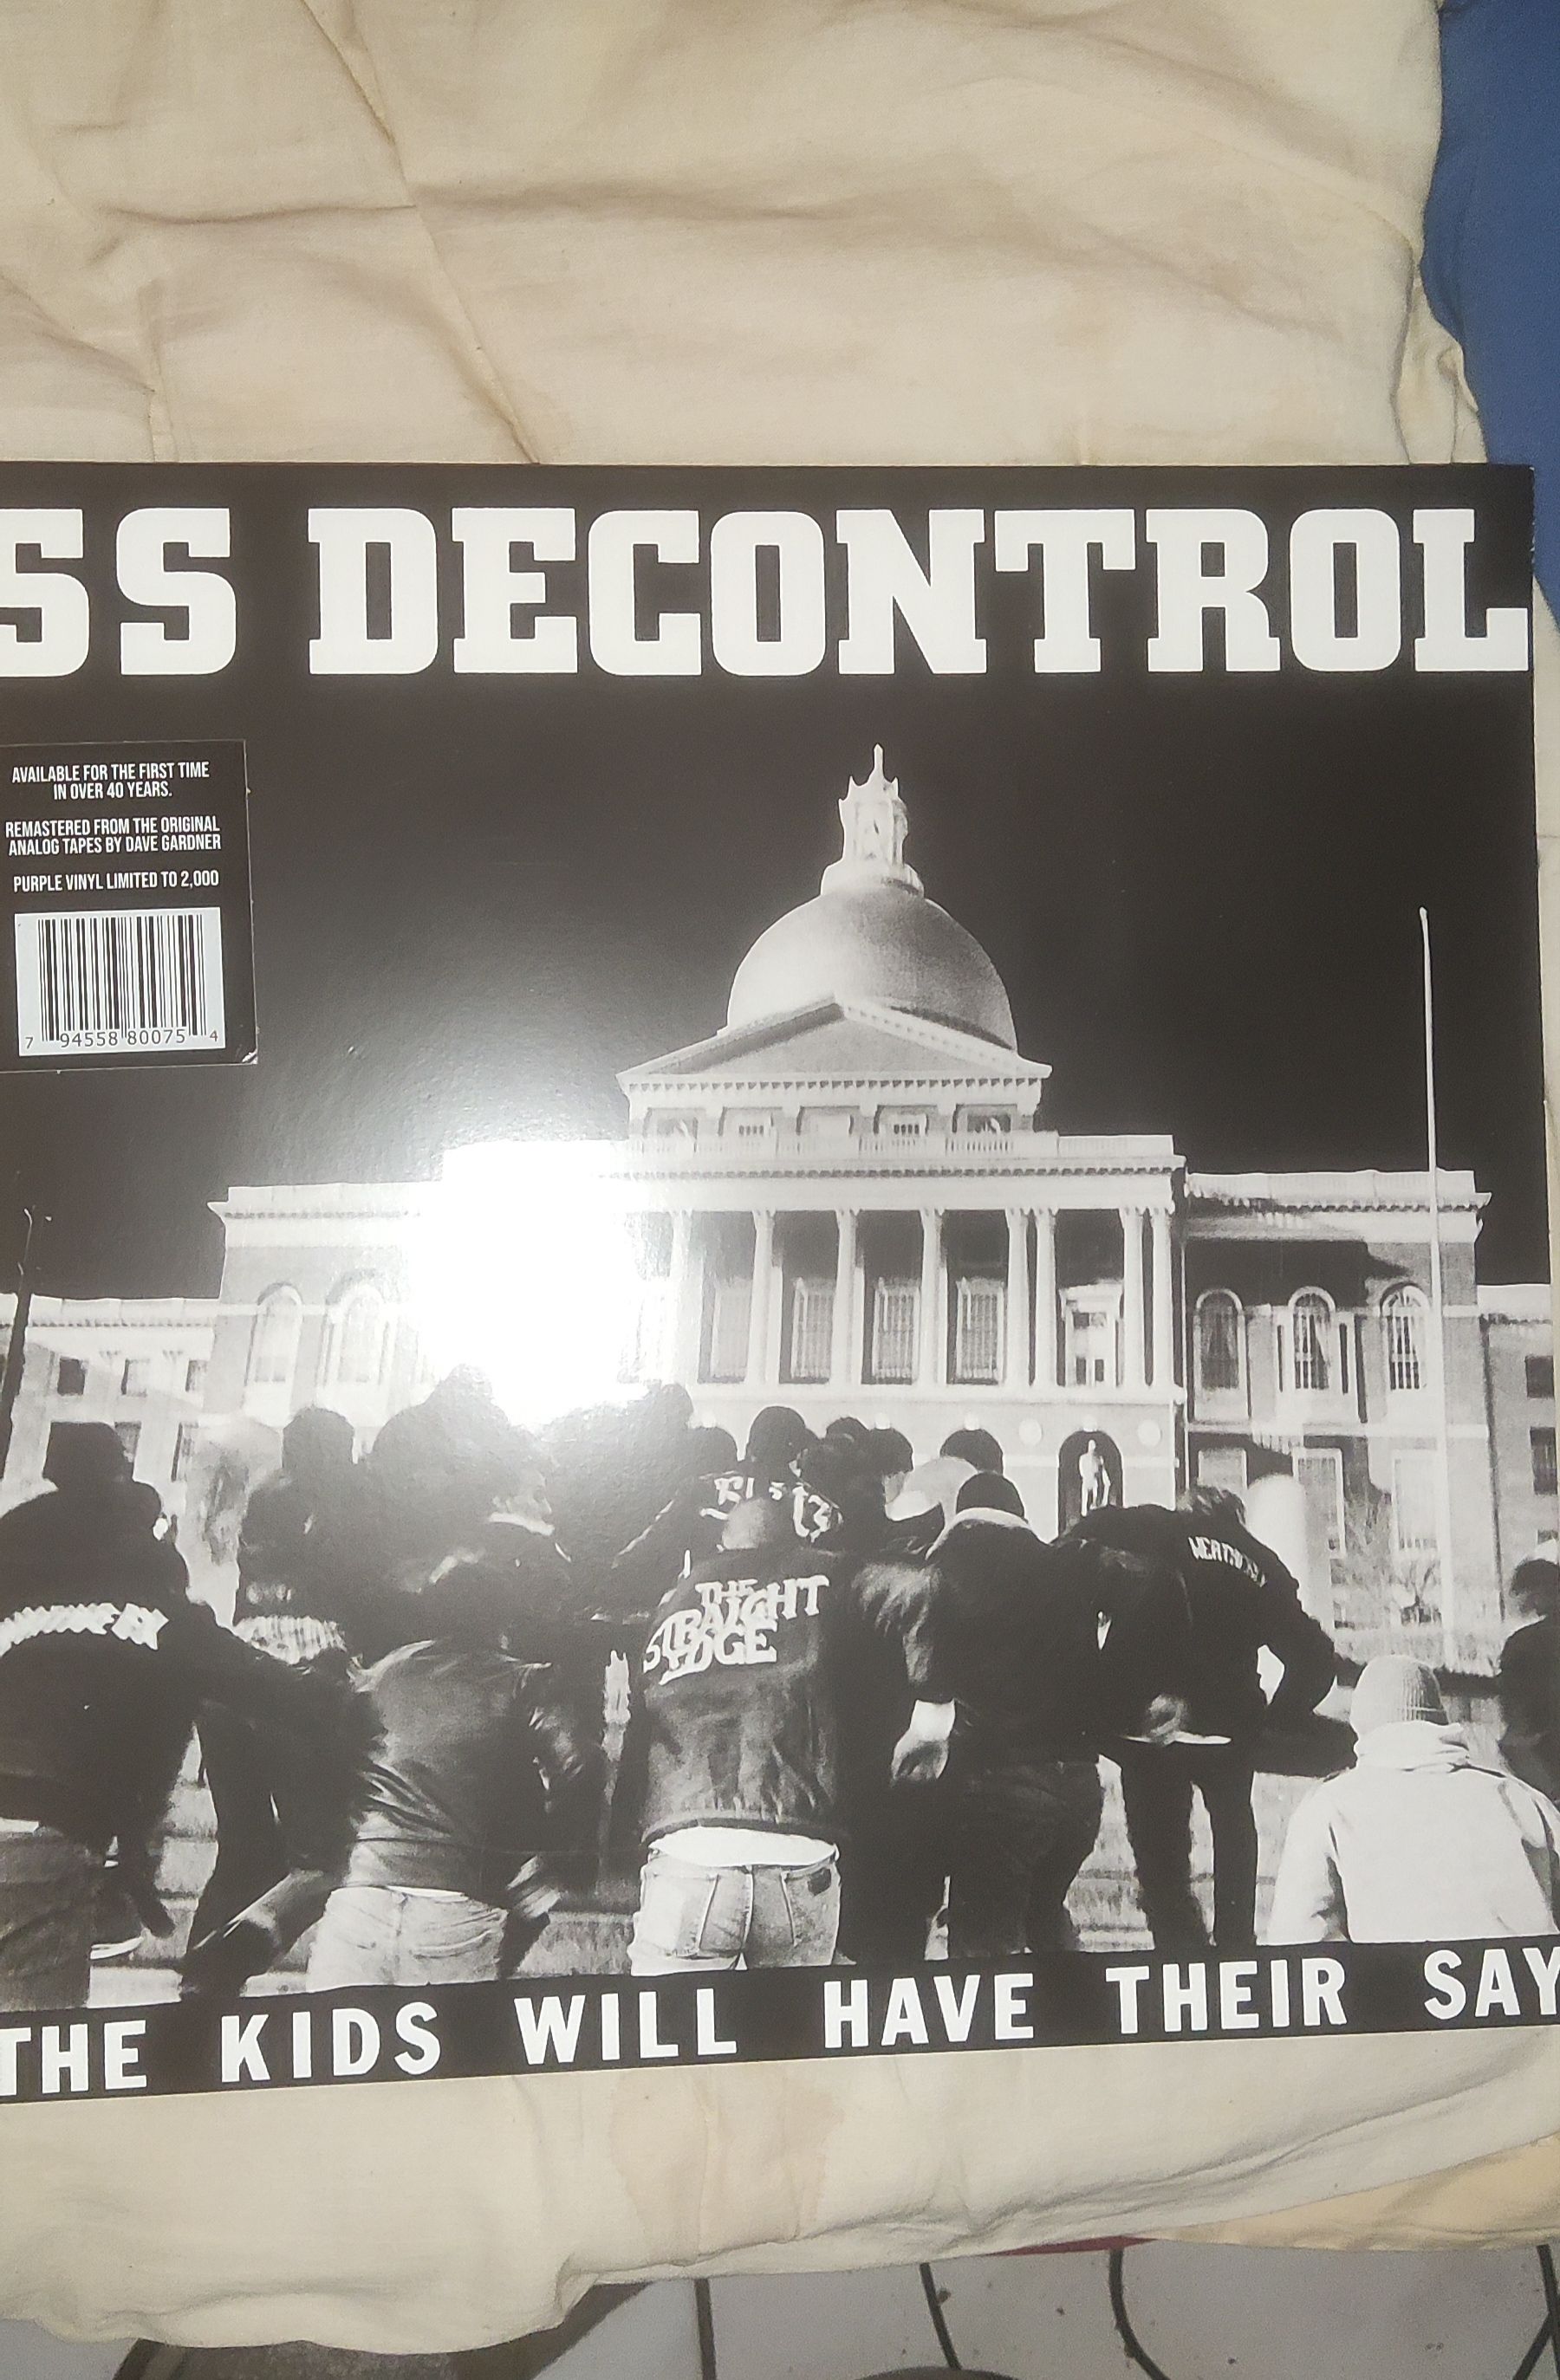 SS DECONTROL
AVAILABLE FOR THE FIRST TIME
IN OVER 40 YEARS.
REMASTERED FROM THE ORIGINAL
ANALOG TAPES BY DAVE GARDNER
PURPLE VINYL LIMITED TO 2,000
7 94558 80075 4
THE
STRAIGHT
EDGE
THE KIDS WILL HAVE THEIR SAY